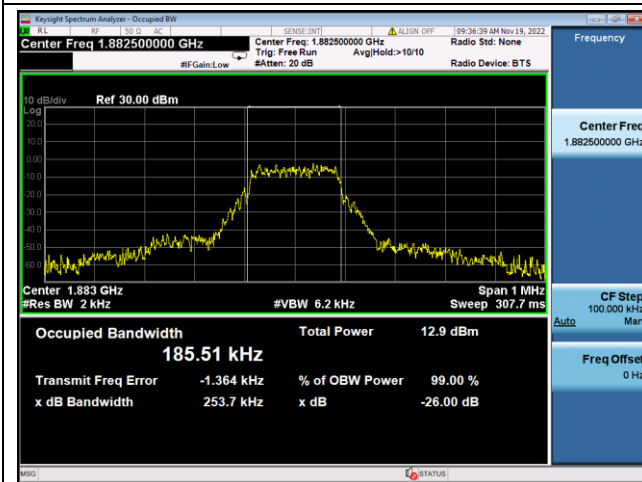 Keysight Spectrum Analyzer - Occupied BW
RL RF 50 Ω AC SENSE:INT ALIGN OFF 09:36:39 AM Nov 19, 2022
Center Freq 1.882500000 GHz
Center Freq: 1.882500000 GHz Radio Std: None
Trig: Free Run Avg|Hold:>10/10
#IFGain:Low #Atten: 20 dB Radio Device: BTS
Frequency
10 dB/div Ref 30.00 dBm
Log
20.0
10.0
0.00
-10.0
-20.0
-30.0
-40.0
-50.0
-60.0
Center Freq
1.882500000 GHz
Center 1.883 GHz Span 1 MHz
#Res BW 2 kHz #VBW 6.2 kHz Sweep 307.7 ms
CF Step
100.000 kHz
Auto Man
Occupied Bandwidth Total Power 12.9 dBm
185.51 kHz
Transmit Freq Error -1.364 kHz % of OBW Power 99.00 %
x dB Bandwidth 253.7 kHz x dB -26.00 dB
Freq Offset
0 Hz
MSG STATUS